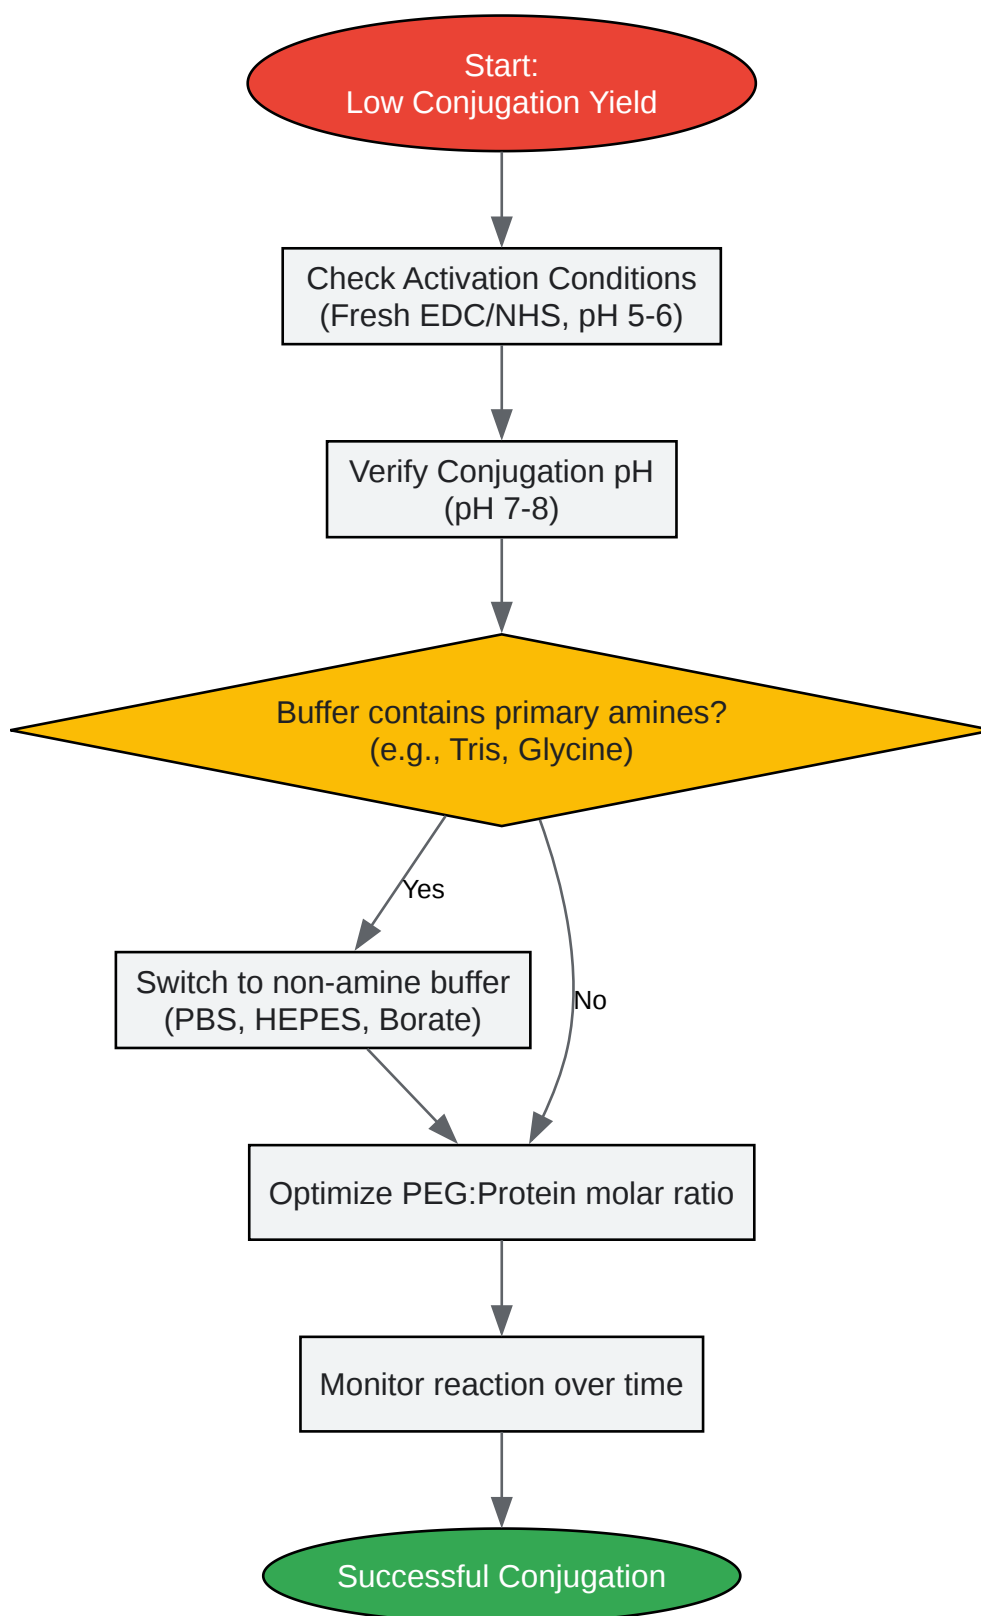 Start:
Low Conjugation Yield
Check Activation Conditions
(Fresh EDC/NHS, pH 5-6)
Verify Conjugation pH
(pH 7-8)
Buffer contains primary amines?
(e.g., Tris, Glycine)
Yes
Switch to non-amine buffer
(PBS, HEPES, Borate)
No
Optimize PEG:Protein molar ratio
Monitor reaction over time
Successful Conjugation